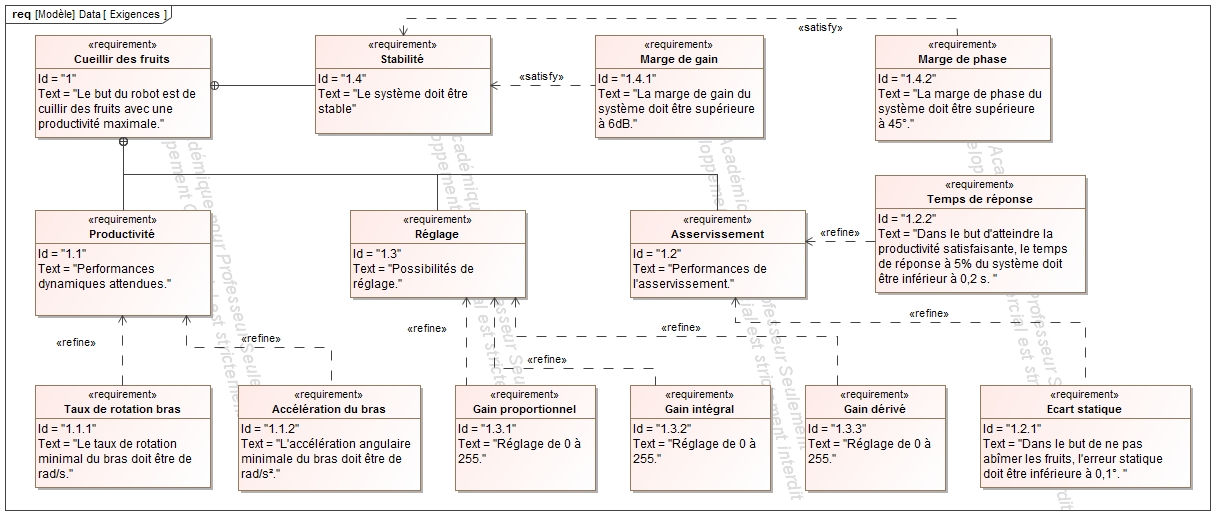 req [Modèle] Data [ Exigences ]
«satisfy»
«requirement»
Cueillir des fruits
Id = "1"
Text = "Le but du robot est de
cuillir des fruits avec une
productivité maximale."
«requirement»
Stabilité
Id = "1.4"
Text = "Le système doit être
stable"
«satisfy»
«requirement»
Marge de gain
Id = "1.4.1"
Text = "La marge de gain du
système doit être supérieure
à 6dB."
«requirement»
Marge de phase
Id = "1.4.2"
Text = "La marge de phase du
système doit être supérieure
à 45°."
«requirement»
Productivité
Id = "1.1"
Text = "Performances
dynamiques attendues."
«requirement»
Réglage
Id = "1.3"
Text = "Possibilités de
réglage."
«requirement»
Asservissement
Id = "1.2"
Text = "Performances de
l'asservissement."
«refine»
«requirement»
Temps de réponse
Id = "1.2.2"
Text = "Dans le but d'atteindre la
productivité satisfaisante, le temps
de réponse à 5% du système doit
être inférieur à 0,2 s. "
«refine»
«refine»
«refine»
«refine»
«refine»
«refine»
«requirement»
Taux de rotation bras
Id = "1.1.1"
Text = "Le taux de rotation
minimal du bras doit être de
rad/s."
«requirement»
Accélération du bras
Id = "1.1.2"
Text = "L'accélération angulaire
minimale du bras doit être de
rad/s²."
«requirement»
Gain proportionnel
Id = "1.3.1"
Text = "Réglage de 0 à
255."
«requirement»
Gain intégral
Id = "1.3.2"
Text = "Réglage de 0 à
255."
«requirement»
Gain dérivé
Id = "1.3.3"
Text = "Réglage de 0 à
255."
«requirement»
Ecart statique
Id = "1.2.1"
Text = "Dans le but de ne pas
abîmer les fruits, l'erreur statique
doit être inférieure à 0,1°. "